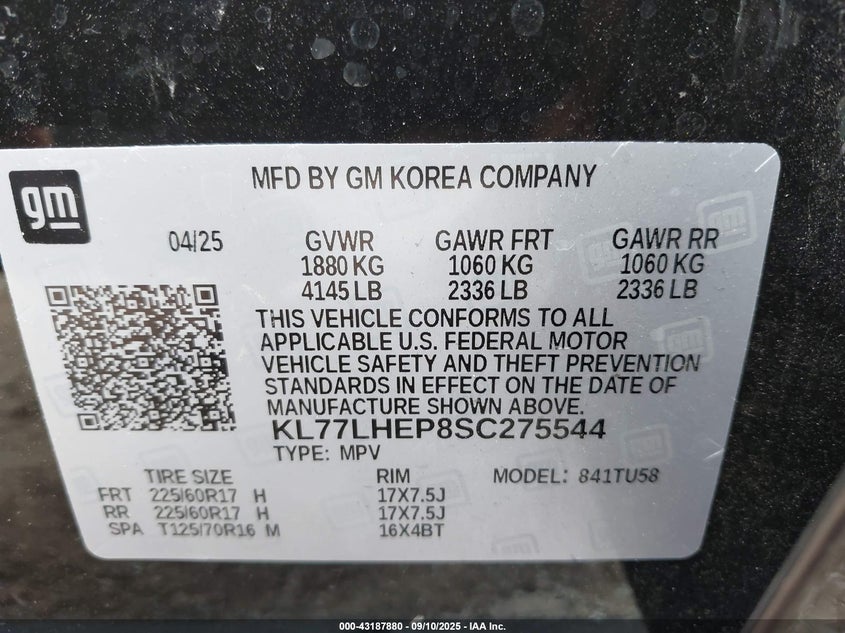 gm
MFD BY GM KOREA COMPANY
04/25 GVWR GAWR FRT GAWR RR
1880 KG 1060 KG 1060 KG
4145 LB 2336 LB 2336 LB
THIS VEHICLE CONFORMS TO ALL
APPLICABLE U.S. FEDERAL MOTOR
VEHICLE SAFETY AND THEFT PREVENTION
STANDARDS IN EFFECT ON THE DATE OF
MANUFACTURE SHOWN ABOVE.
KL77LHEP8SC275544
TYPE: MPV
TIRE SIZE RIM MODEL: 841TU58
FRT 225/60R17 H 17X7.5J
RR 225/60R17 H 17X7.5J
SPA T125/70R16 M 16X4BT
000-43187880 - 09/10/2025 - IAA Inc.